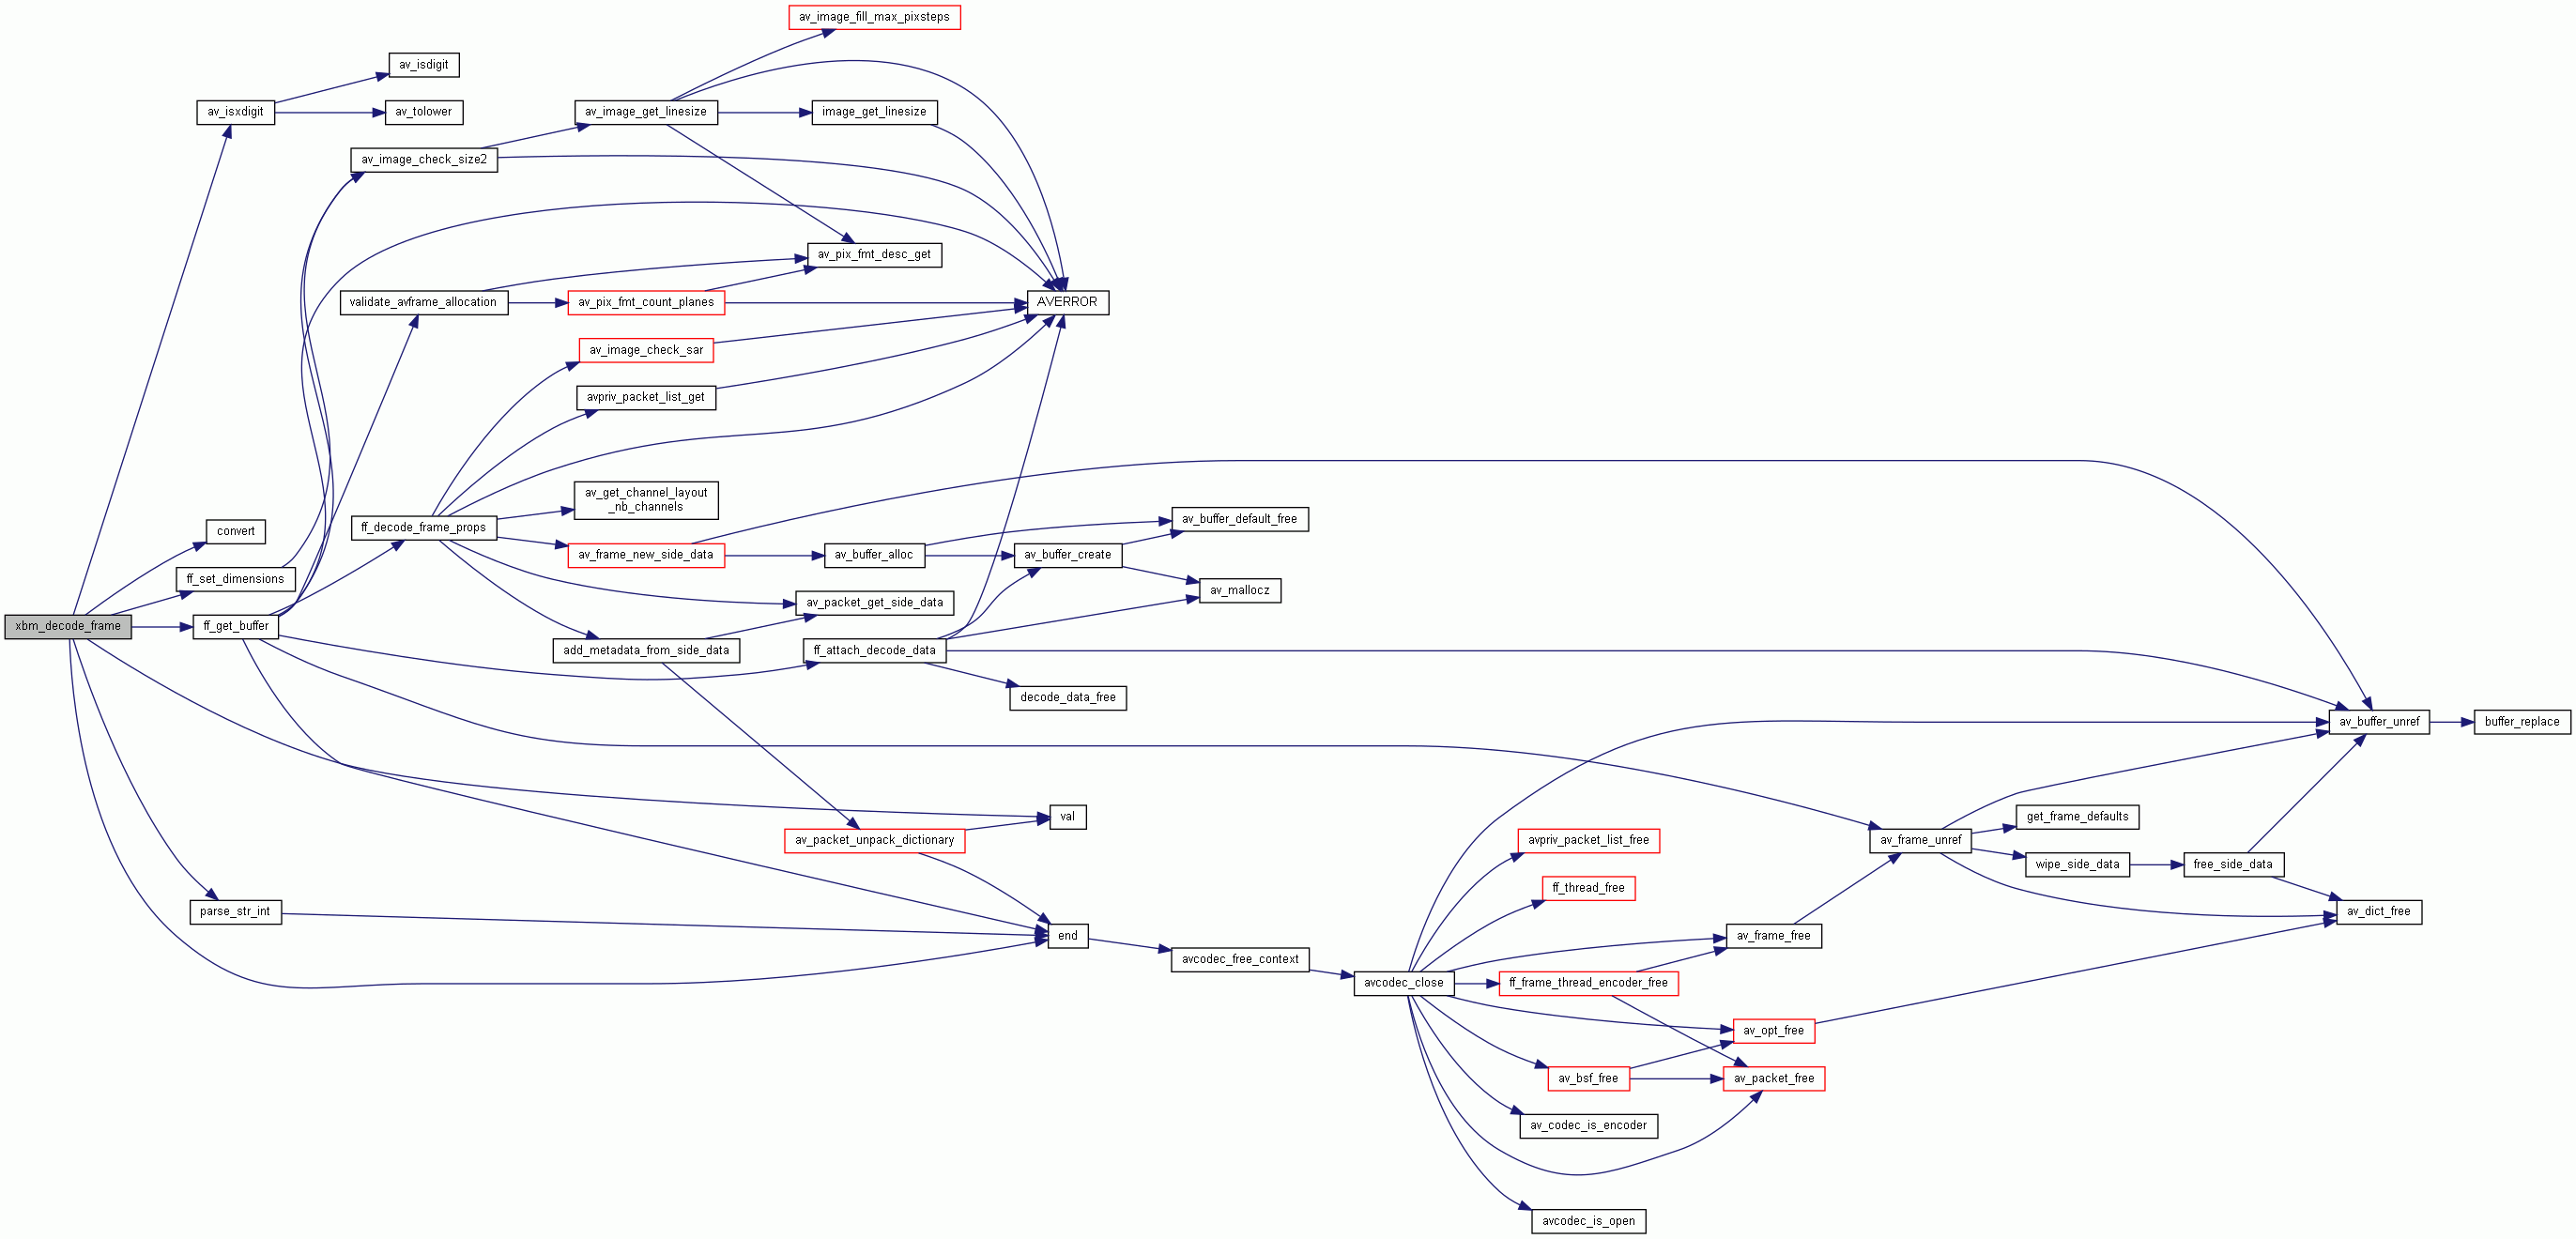 av_image_fill_max_pixsteps
av_isdigit
av_isxdigit
av_tolower
av_image_get_linesize
image_get_linesize
av_image_check_size2
av_pix_fmt_desc_get
validate_avframe_allocation
av_pix_fmt_count_planes
AVERROR
av_image_check_sar
avpriv_packet_list_get
av_get_channel_layout
_nb_channels
convert
ff_decode_frame_props
av_buffer_default_free
av_frame_new_side_data
av_buffer_alloc
av_buffer_create
ff_set_dimensions
av_mallocz
av_packet_get_side_data
xbm_decode_frame
ff_get_buffer
add_metadata_from_side_data
ff_attach_decode_data
decode_data_free
av_buffer_unref
buffer_replace
val
get_frame_defaults
av_packet_unpack_dictionary
avpriv_packet_list_free
av_frame_unref
wipe_side_data
free_side_data
ff_thread_free
parse_str_int
av_dict_free
end
av_frame_free
avcodec_free_context
avcodec_close
ff_frame_thread_encoder_free
av_opt_free
av_bsf_free
av_packet_free
av_codec_is_encoder
avcodec_is_open